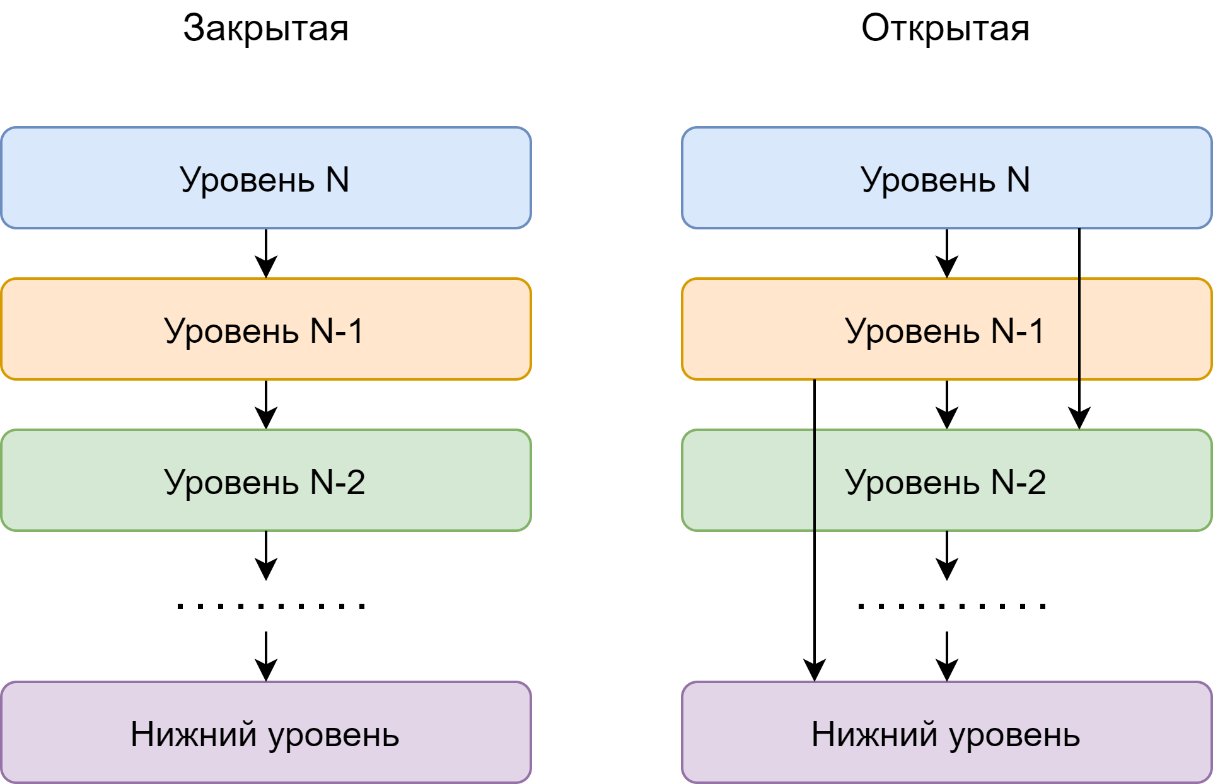 Закрытая
Открытая
Уровень N
Уровень N
Уровень N-1
Уровень N-1
Уровень N-2
Уровень N-2
..........
..........
Нижний уровень
Нижний уровень